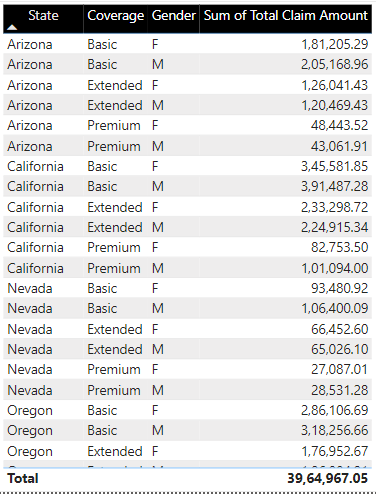 State Coverage Gender Sum of Total Claim Amount
Arizona Basic F 1,81,205.29
Arizona Basic M 2,05,168.96
Arizona Extended F 1,26,041.43
Arizona Extended M 1,20,469.43
Arizona Premium F 48,443.52
Arizona Premium M 43,061.91
California Basic F 3,45,581.85
California Basic M 3,91,487.28
California Extended F 2,33,298.72
California Extended M 2,24,915.34
California Premium F 82,753.50
California Premium M 1,01,094.00
Nevada Basic F 93,480.92
Nevada Basic M 1,06,400.09
Nevada Extended F 66,452.60
Nevada Extended M 65,026.10
Nevada Premium F 27,087.01
Nevada Premium M 28,531.28
Oregon Basic F 2,86,106.69
Oregon Basic M 3,18,256.66
Oregon Extended F 1,76,952.67
Total 39,64,967.05